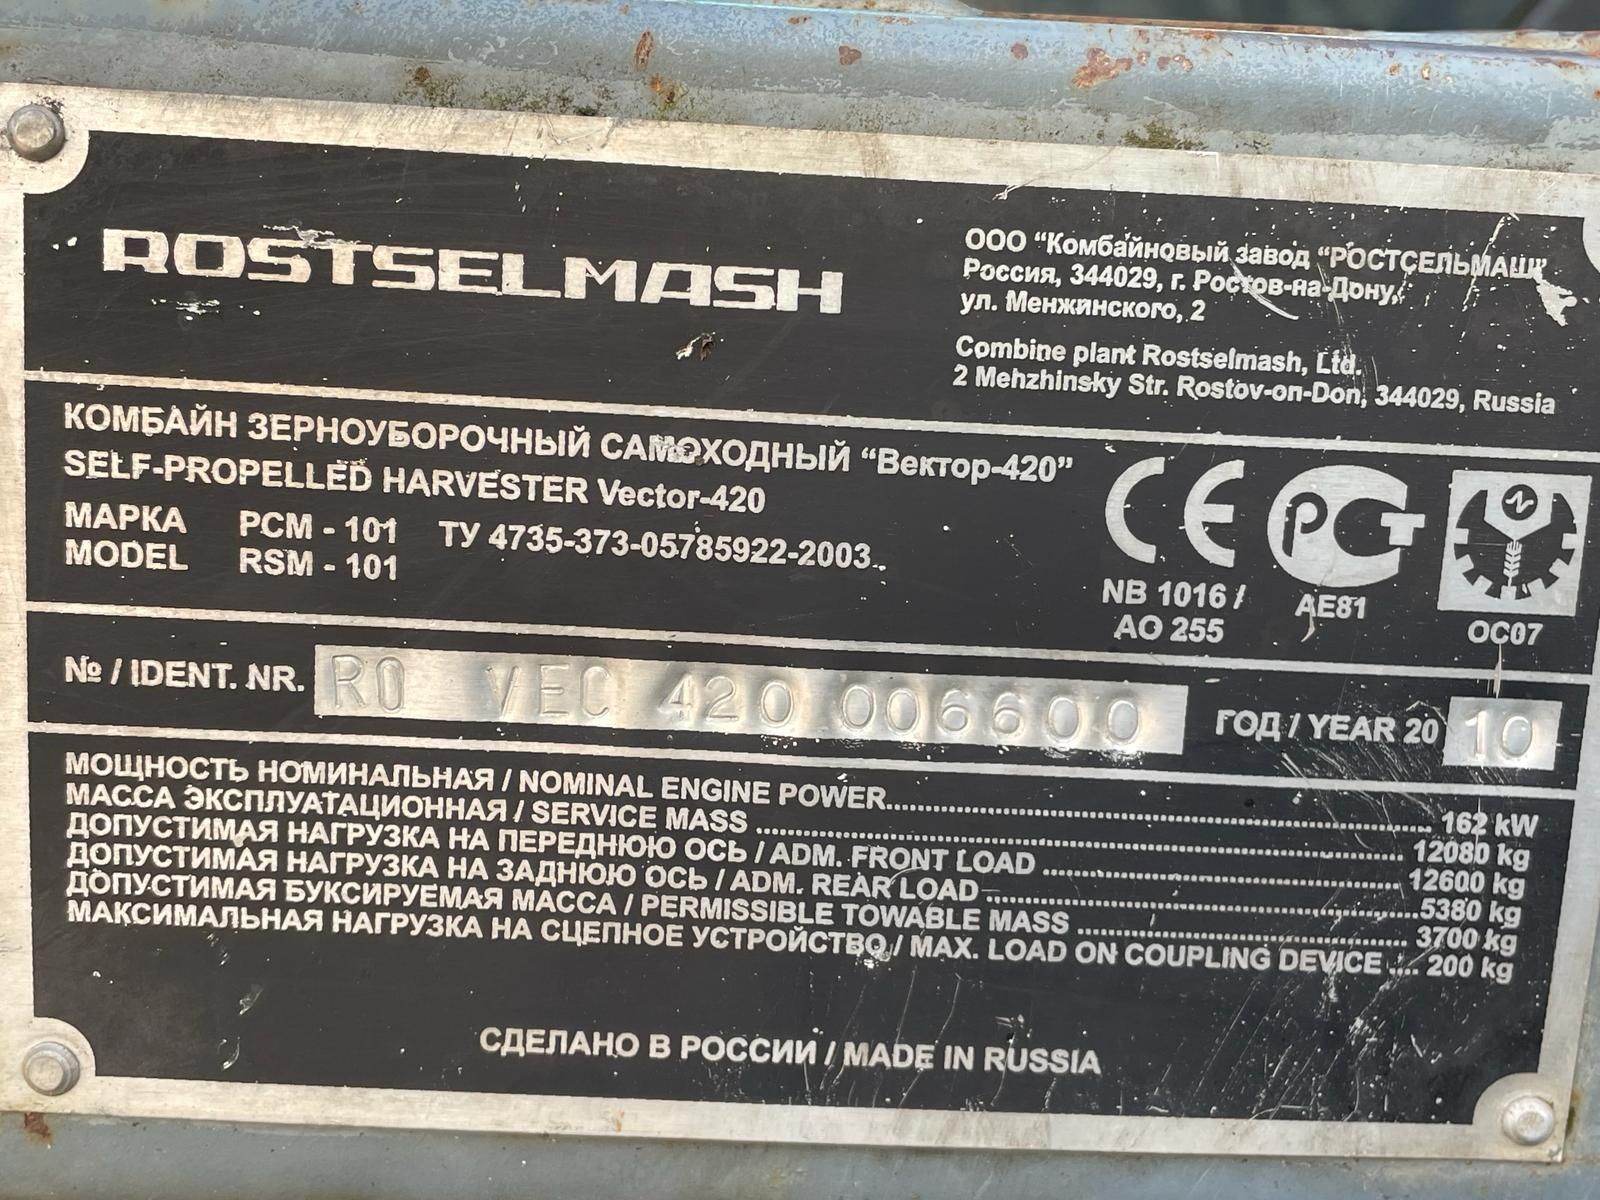 ROSTSELMASH
ООО “Комбайновый завод “РОСТСЕЛЬМАШ”
Россия, 344029, г. Ростов-на-Дону,
ул. Менжинского, 2
Combine plant Rostselmash, Ltd.
2 Mehzhinsky Str. Rostov-on-Don, 344029, Russia
КОМБАЙН ЗЕРНОУБОРОЧНЫЙ САМОХОДНЫЙ “Вектор-420”
SELF-PROPELLED HARVESTER Vector-420
МАРКА РСМ - 101 ТУ 4735-373-05785922-2003
MODEL RSM - 101
CE
NB 1016 /
AO 255
РСТ
АЕ81
ОС07
№ / IDENT. NR. RO VEC 420 006600 ГОД / YEAR 20 10
МОЩНОСТЬ НОМИНАЛЬНАЯ / NOMINAL ENGINE POWER........ 162 kW
МАССА ЭКСПЛУАТАЦИОННАЯ / SERVICE MASS ........ 12080 kg
ДОПУСТИМАЯ НАГРУЗКА НА ПЕРЕДНЮЮ ОСЬ / ADM. FRONT LOAD ........ 12600 kg
ДОПУСТИМАЯ НАГРУЗКА НА ЗАДНЮЮ ОСЬ / ADM. REAR LOAD ........ 5380 kg
ДОПУСТИМАЯ БУКСИРУЕМАЯ МАССА / PERMISSIBLE TOWABLE MASS ........ 3700 kg
МАКСИМАЛЬНАЯ НАГРУЗКА НА СЦЕПНОЕ УСТРОЙСТВО / MAX. LOAD ON COUPLING DEVICE .... 200 kg
СДЕЛАНО В РОССИИ / MADE IN RUSSIA